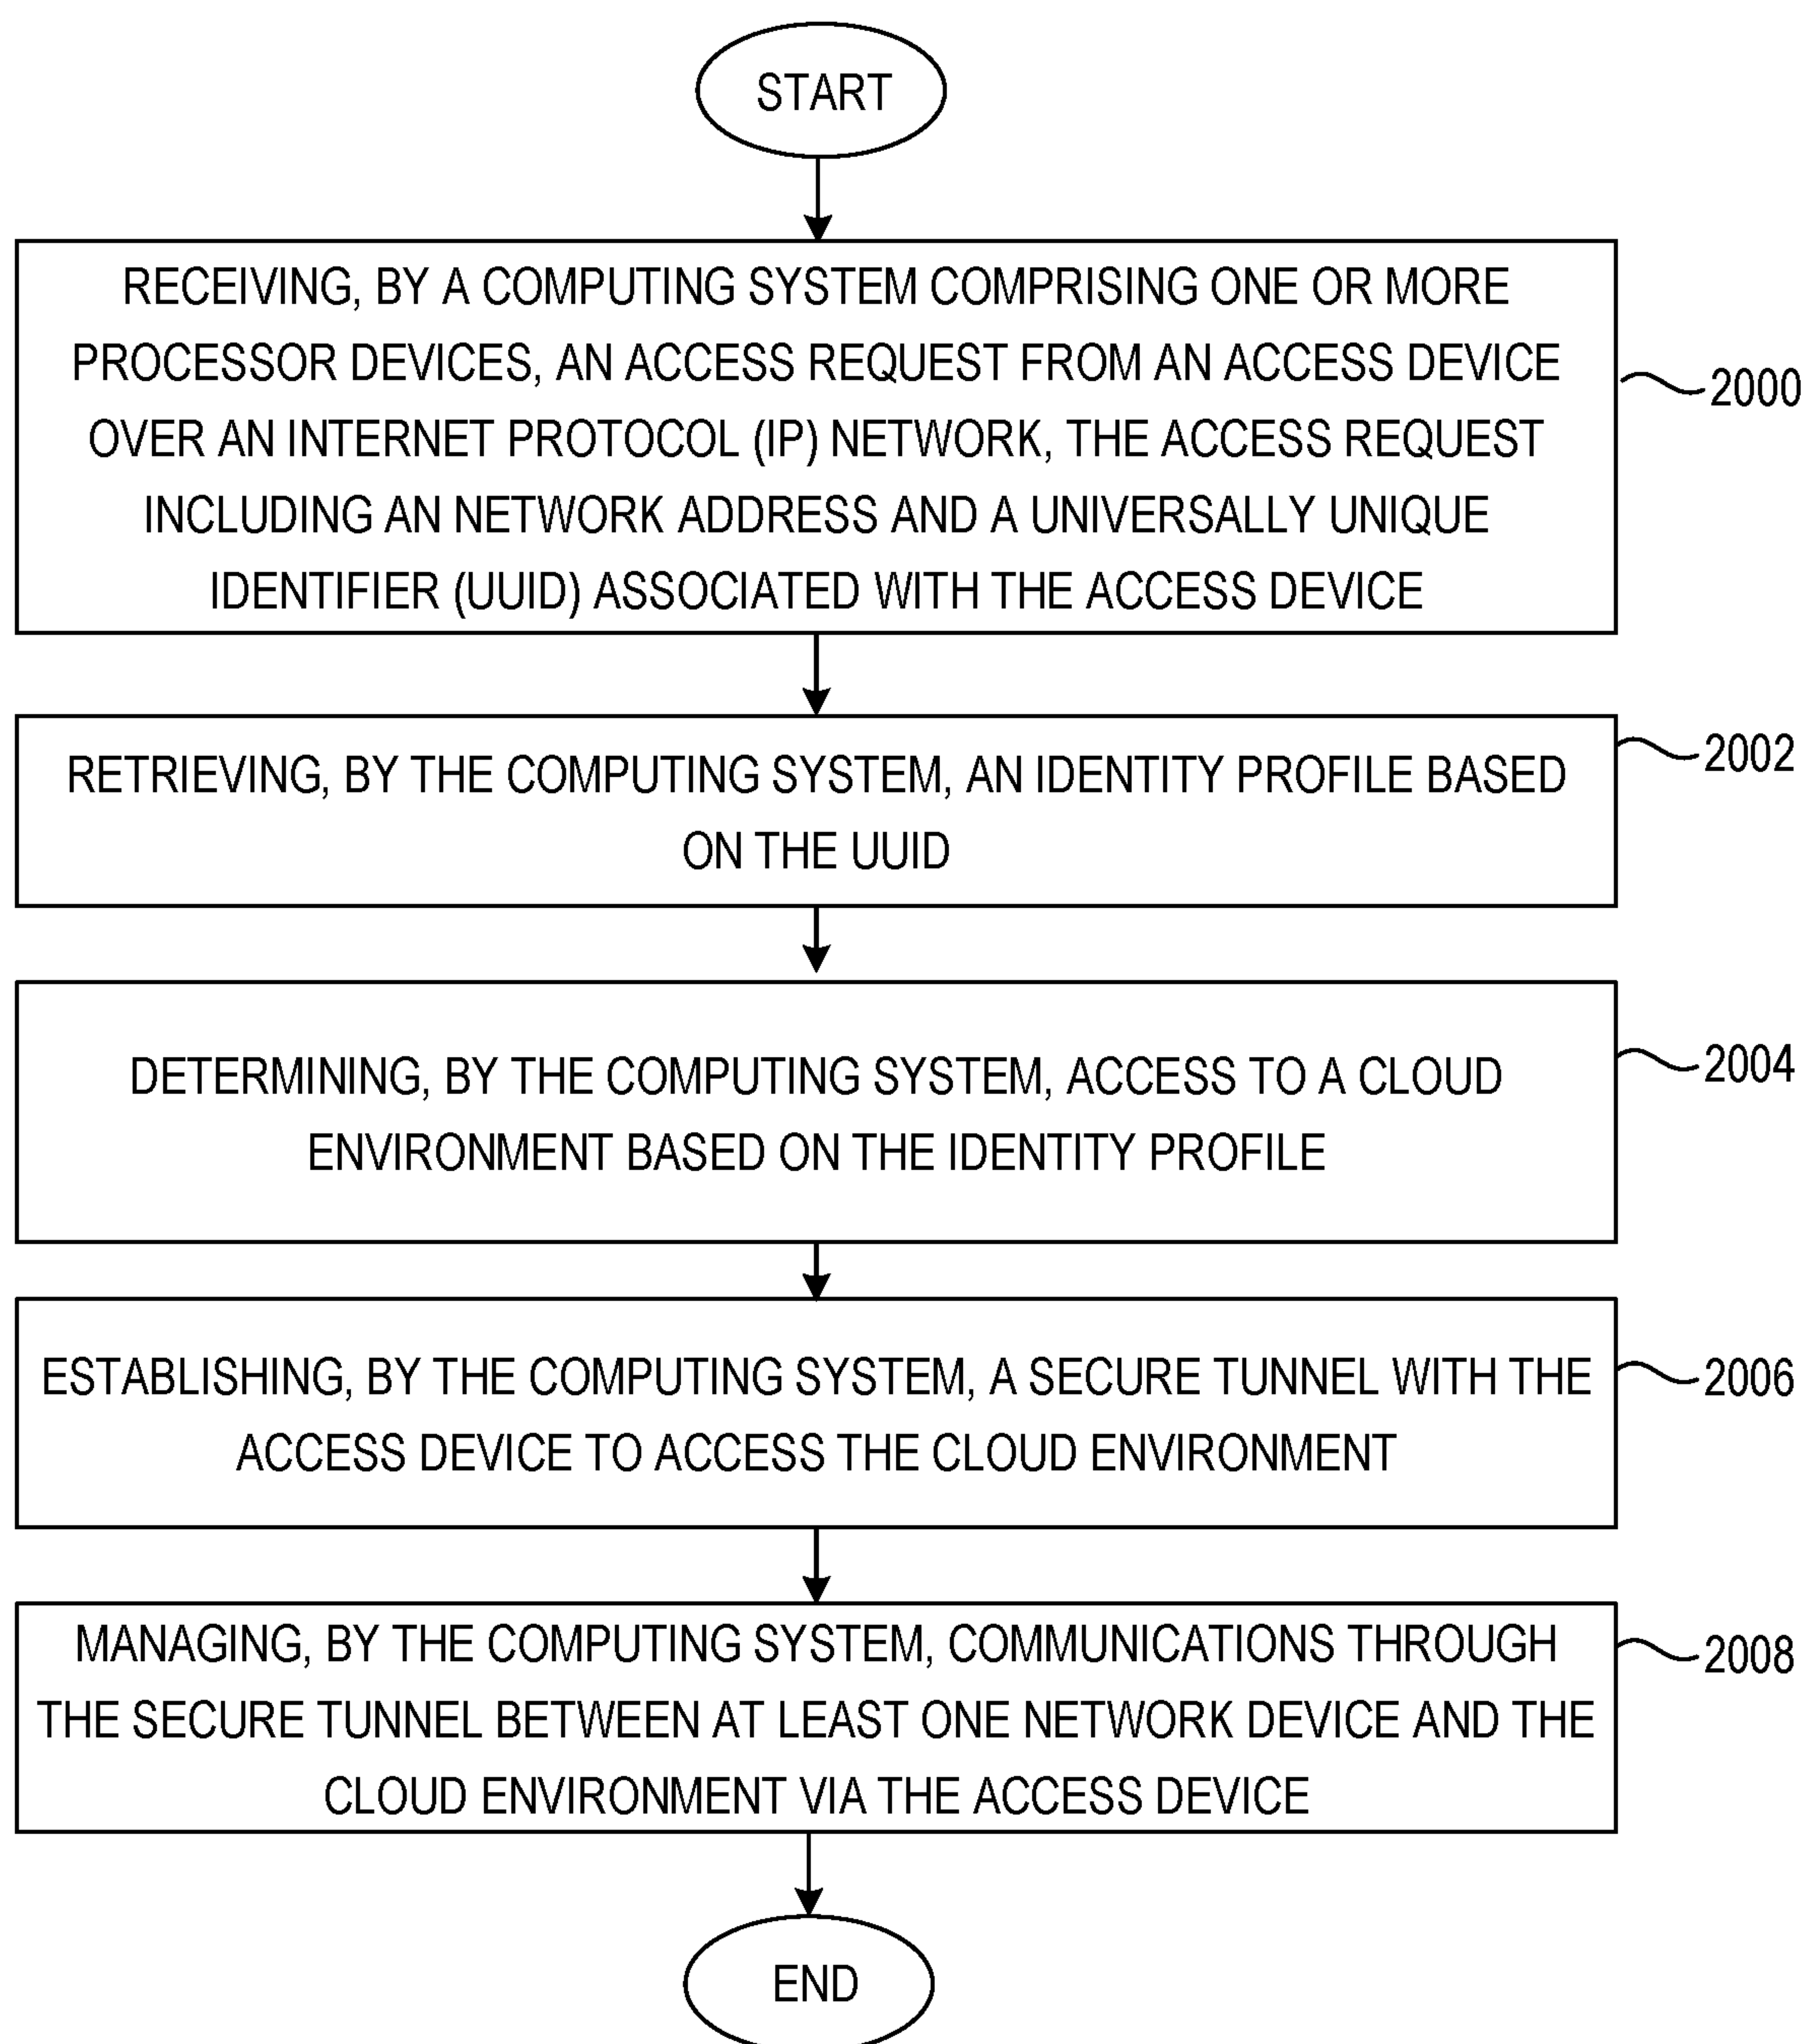 START
RECEIVING, BY A COMPUTING SYSTEM COMPRISING ONE OR MORE
PROCESSOR DEVICES, AN ACCESS REQUEST FROM AN ACCESS DEVICE
OVER AN INTERNET PROTOCOL (IP) NETWORK, THE ACCESS REQUEST
INCLUDING AN NETWORK ADDRESS AND A UNIVERSALLY UNIQUE
IDENTIFIER (UUID) ASSOCIATED WITH THE ACCESS DEVICE
2000
RETRIEVING, BY THE COMPUTING SYSTEM, AN IDENTITY PROFILE BASED
ON THE UUID
2002
DETERMINING, BY THE COMPUTING SYSTEM, ACCESS TO A CLOUD
ENVIRONMENT BASED ON THE IDENTITY PROFILE
2004
ESTABLISHING, BY THE COMPUTING SYSTEM, A SECURE TUNNEL WITH THE
ACCESS DEVICE TO ACCESS THE CLOUD ENVIRONMENT
2006
MANAGING, BY THE COMPUTING SYSTEM, COMMUNICATIONS THROUGH
THE SECURE TUNNEL BETWEEN AT LEAST ONE NETWORK DEVICE AND THE
CLOUD ENVIRONMENT VIA THE ACCESS DEVICE
2008
END